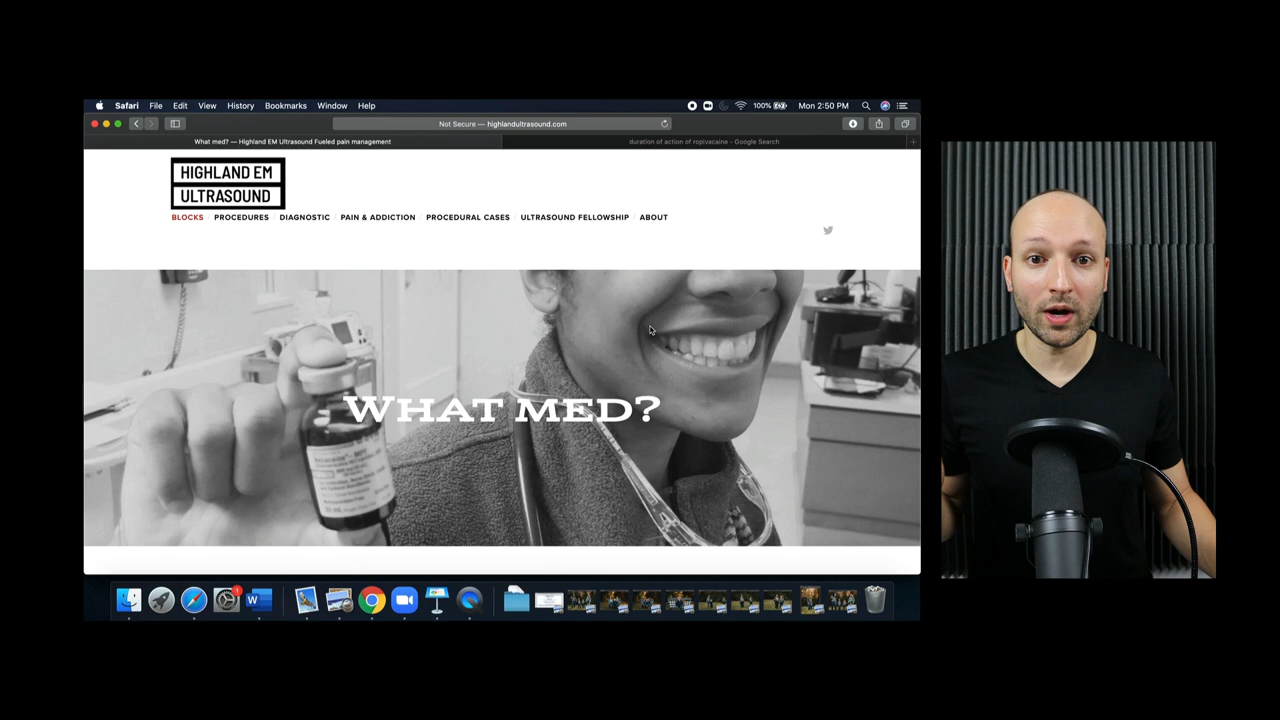 Safari File Edit View History Bookmarks Window Help
100% Mon 2:50 PM
Not Secure — highlandultrasound.com
What med? — Highland EM Ultrasound Fueled pain management
duration of action of ropivacaine - Google Search
HIGHLAND EM
ULTRASOUND
BLOCKS / PROCEDURES / DIAGNOSTIC / PAIN & ADDICTION / PROCEDURAL CASES / ULTRASOUND FELLOWSHIP / ABOUT
WHAT MED?